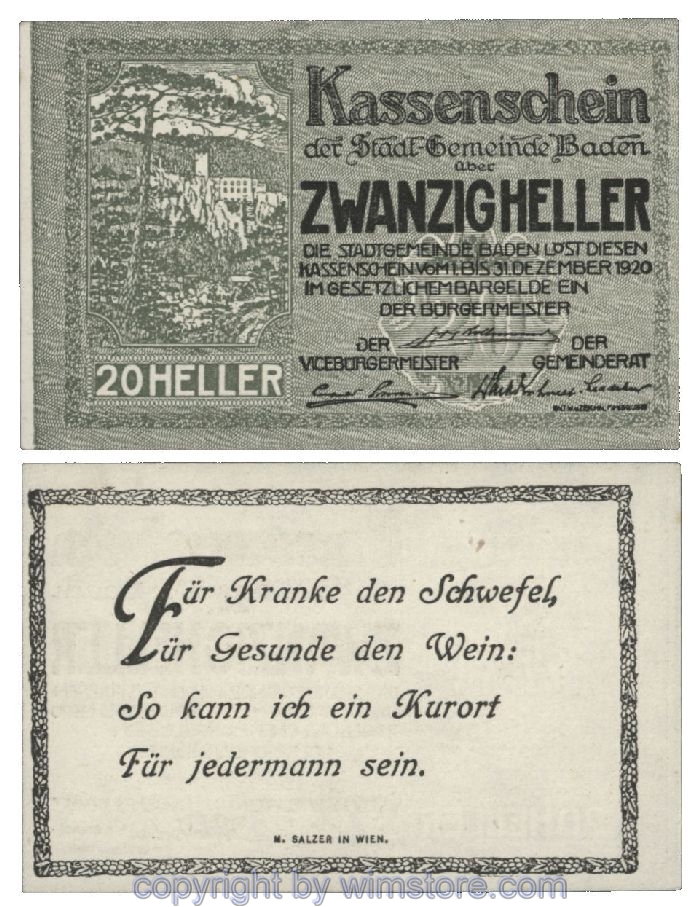 Kassenschein
der Stadt-Gemeinde Baden
über
ZWANZIG HELLER
DIE STADTGEMEINDE BADEN LÖST DIESEN
KASSENSCHEIN VOM 1. BIS 31. DEZEMBER 1920
IM GESETZLICHEM BARGELDE EIN
DER BÜRGERMEISTER
DER VICEBÜRGERMEISTER
DER GEMEINDERAT
20 HELLER
Für Kranke den Schwefel,
Für Gesunde den Wein:
So kann ich ein Kurort
Für jedermann sein.
M. SALZER IN WIEN.
copyright by wimstore.com